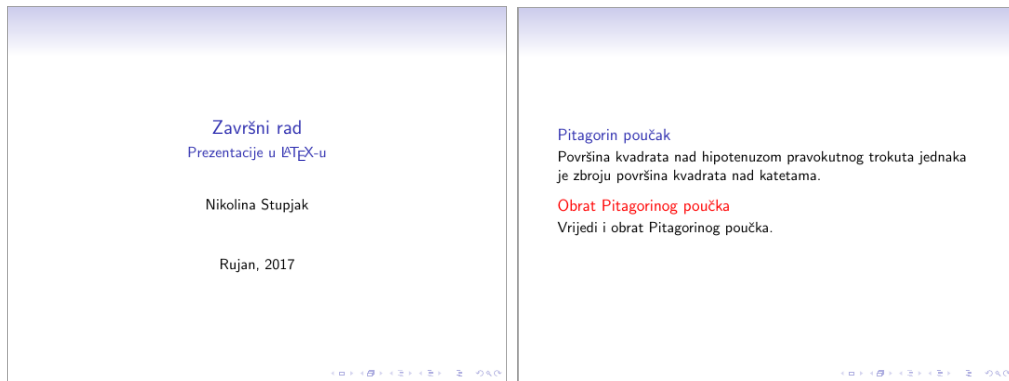 Završni rad
Prezentacije u LATEX-u
Nikolina Stupjak
Rujan, 2017
Pitagorin poučak
Površina kvadrata nad hipotenuzom pravokutnog trokuta jednaka
je zbroju površina kvadrata nad katetama.
Obrat Pitagorinog poučka
Vrijedi i obrat Pitagorinog poučka.